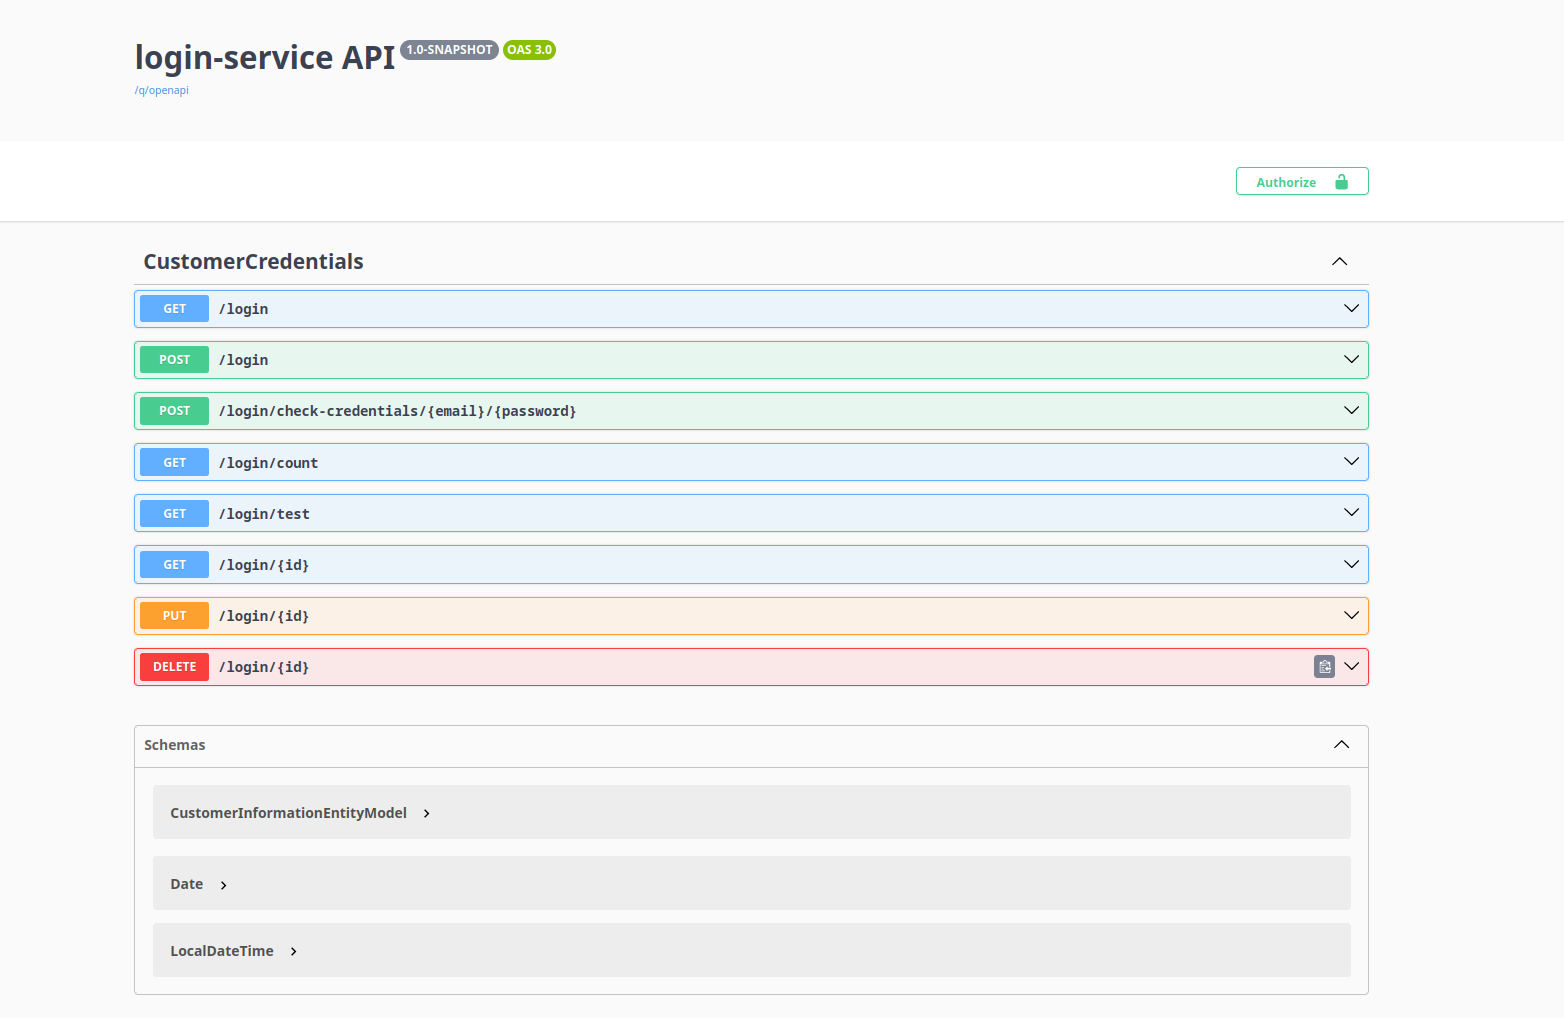 login-service API 1.0-SNAPSHOT OAS 3.0
/q/openapi
Authorize
CustomerCredentials
GET /login
POST /login
POST /login/check-credentials/{email}/{password}
GET /login/count
GET /login/test
GET /login/{id}
PUT /login/{id}
DELETE /login/{id}
Schemas
CustomerInformationEntityModel
Date
LocalDateTime